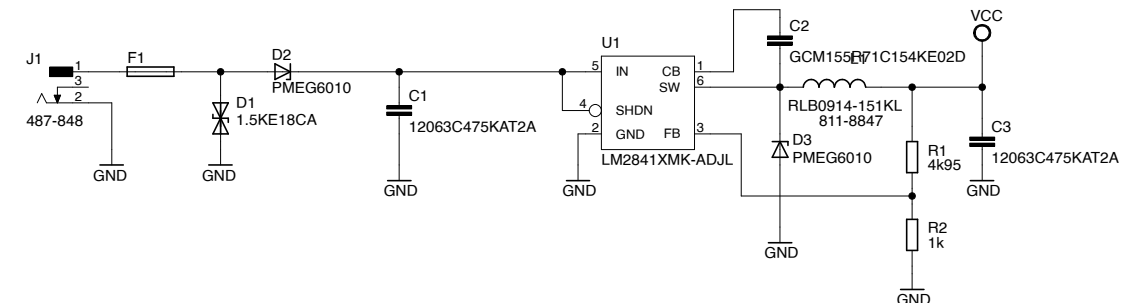 J1
1
3
2
487-848
GND
F1
D1
1.5KE18CA
GND
D2
PMEG6010
C1
12063C475KAT2A
GND
U1
5 IN
4 SHDN
2 GND
CB 1
SW 6
FB 3
LM2841XMK-ADJL
GND
C2
GCM155R71C154KE02D
L1
RLB0914-151KL
811-8847
D3
PMEG6010
GND
VCC
R1
4k95
R2
1k
GND
C3
12063C475KAT2A
GND